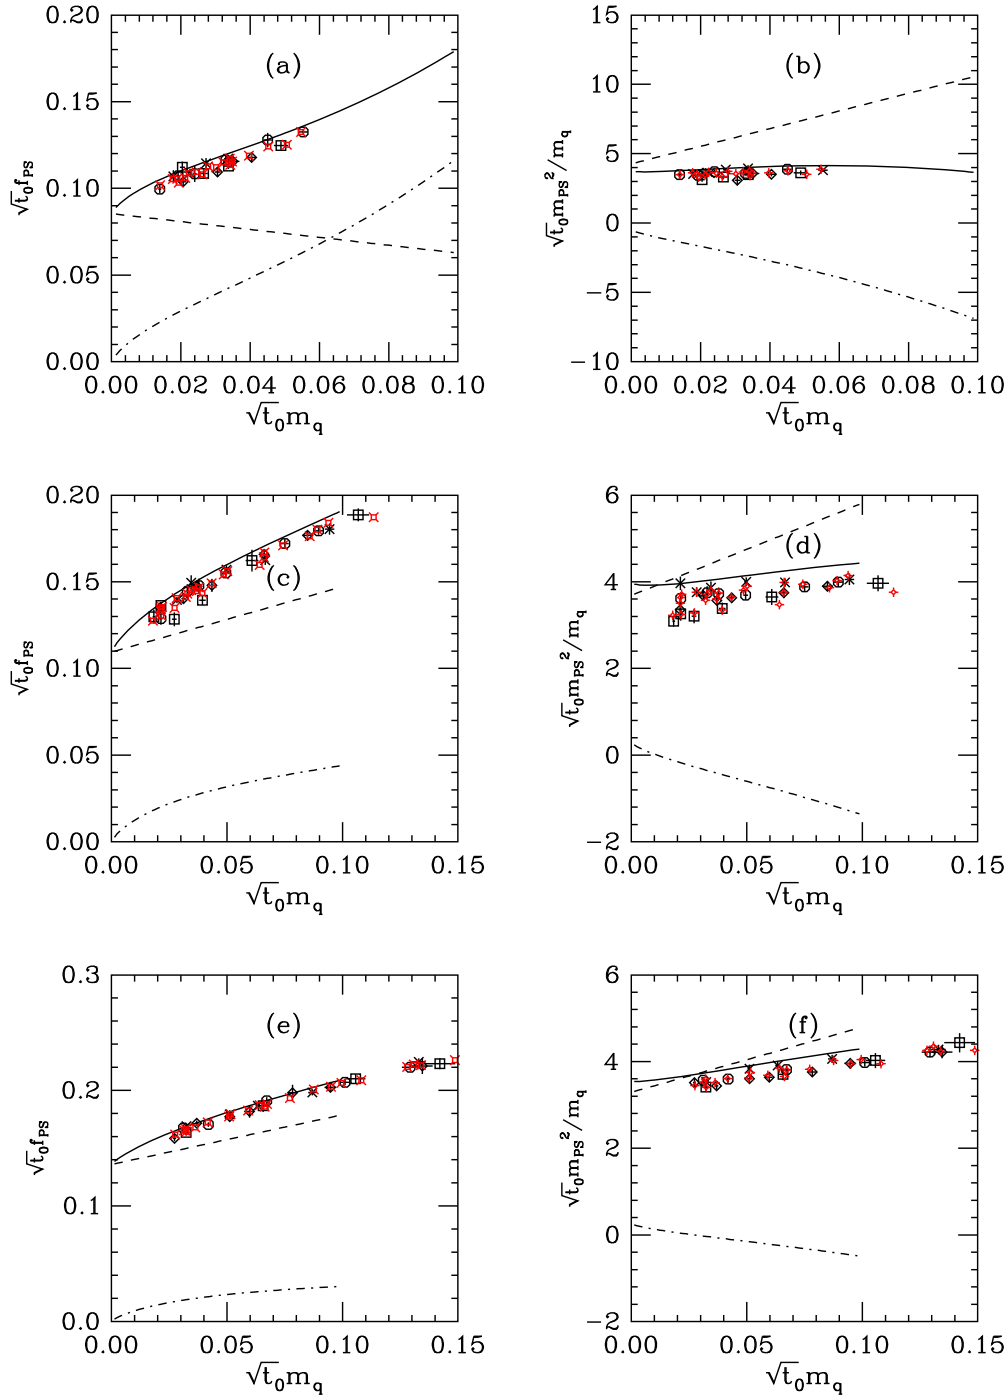 0.20
0.15
0.10
0.05
0.00
√t₀f_PS
(a)
0.00 0.02 0.04 0.06 0.08 0.10
√t₀m_q
15
10
5
0
−5
−10
√t₀m_PS²/m_q
(b)
0.00 0.02 0.04 0.06 0.08 0.10
√t₀m_q
0.20
0.15
0.10
0.05
0.00
√t₀f_PS
(c)
0.00 0.05 0.10 0.15
√t₀m_q
6
4
2
0
−2
√t₀m_PS²/m_q
(d)
0.00 0.05 0.10 0.15
√t₀m_q
0.3
0.2
0.1
0.0
√t₀f_PS
(e)
0.00 0.05 0.10 0.15
√t₀m_q
6
4
2
0
−2
√t₀m_PS²/m_q
(f)
0.00 0.05 0.10 0.15
√t₀m_q